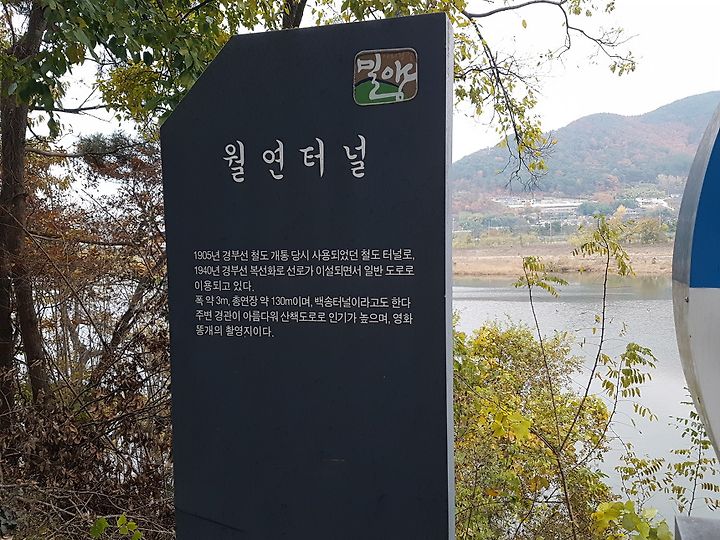 밀양
월연터널
1905년 경부선 철도 개통 당시 사용되었던 철도 터널로,
1940년 경부선 복선화로 선로가 이설되면서 일반 도로로
이용되고 있다.
폭 약 3m, 총연장 약 130m이며, 백송터널이라고도 한다
주변 경관이 아름다워 산책도로로 인기가 높으며, 영화
똥개의 촬영지이다.